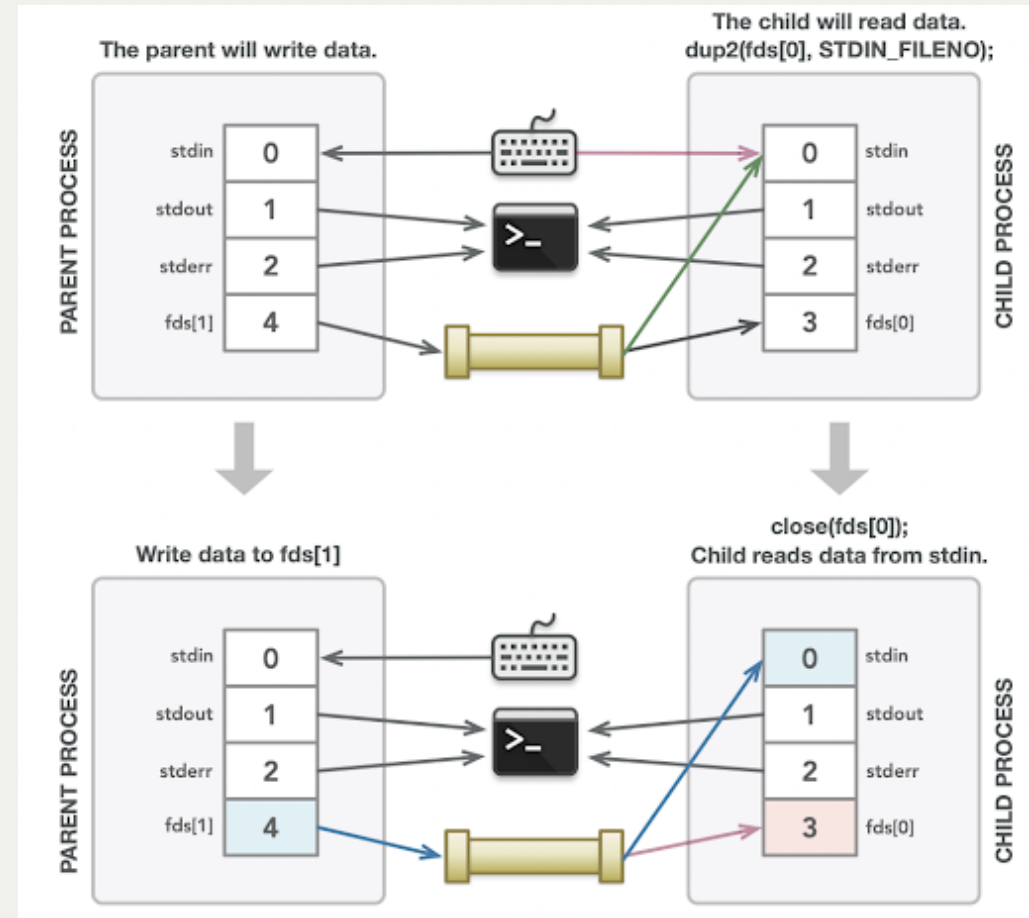 The parent will write data.
The child will read data.
dup2(fds[0], STDIN_FILENO);
PARENT PROCESS
stdin 0
stdout 1
stderr 2
fds[1] 4
>_
0 stdin
1 stdout
2 stderr
3 fds[0]
CHILD PROCESS
Write data to fds[1]
close(fds[0]);
Child reads data from stdin.
PARENT PROCESS
stdin 0
stdout 1
stderr 2
fds[1] 4
>_
0 stdin
1 stdout
2 stderr
3 fds[0]
CHILD PROCESS